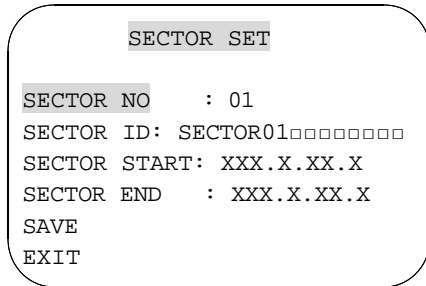 SECTOR SET
SECTOR NO : 01
SECTOR ID: SECTOR01□□□□□□□□
SECTOR START: XXX.X.XX.X
SECTOR END : XXX.X.XX.X
SAVE
EXIT